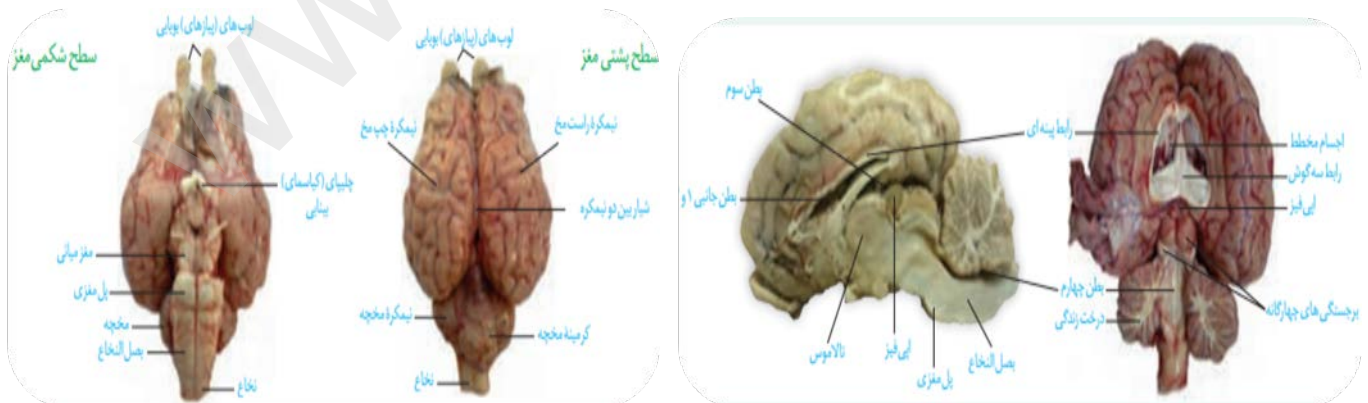 لوب‌های (پیازهای) بویایی
سطح شکمی مغز
چلیپای (کیاسمای)
بینایی
مغز میانی
پل مغزی
مخچه
بصل النخاع
نخاع
لوب‌های (پیازهای) بویایی
سطح پشتی مغز
نیمکرهٔ چپ مخ
نیمکرهٔ راست مخ
شیار بین دو نیمکره
نیمکرهٔ مخچه
کرمینه مخچه
نخاع
بطن سوم
رابط پینه ای
بطن جانبی ۱ و
بطن چهارم
تالاموس
اپی فیز
پل مغزی
بصل النخاع
اجسام مخطط
رابط سه گوش
اپی فیز
برجستگی های چهارگانه
درخت زندگی